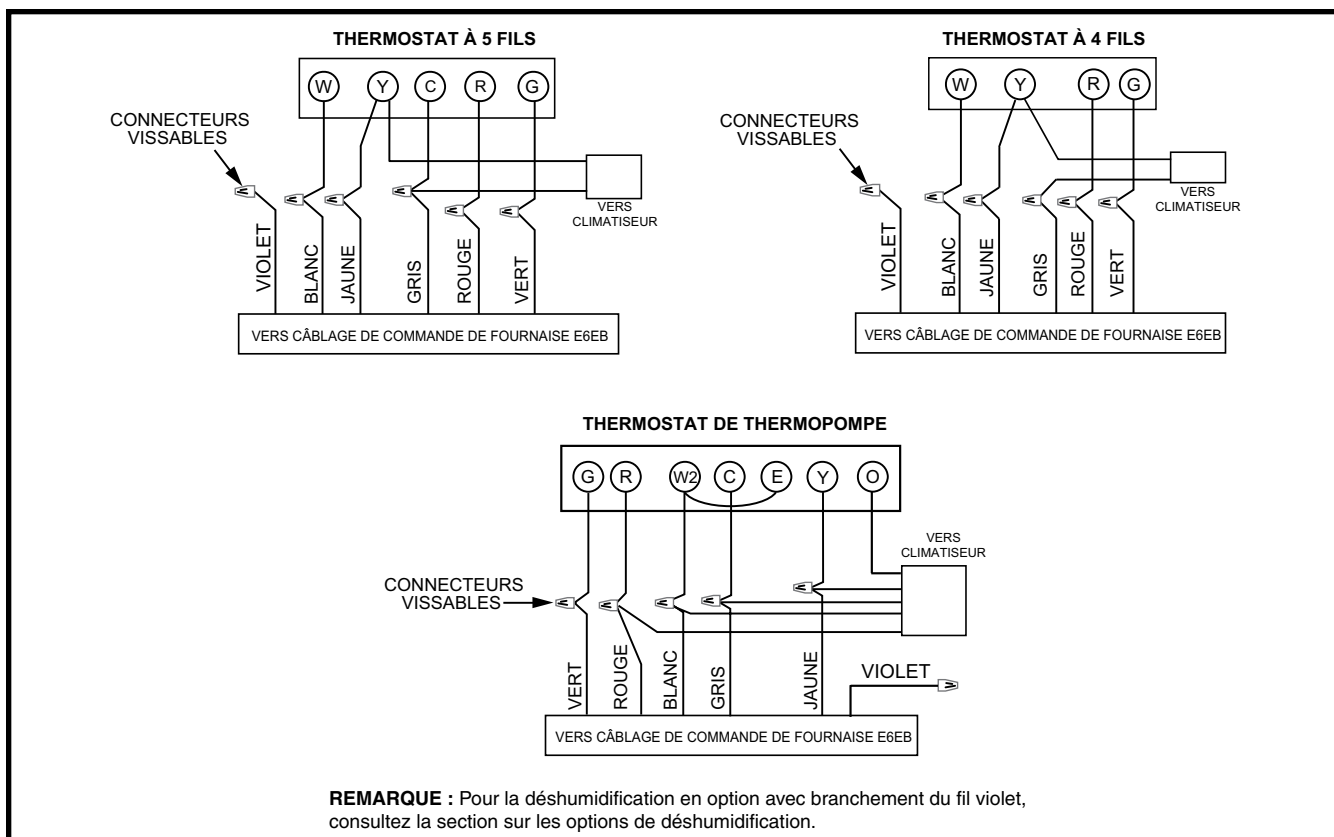 THERMOSTAT À 5 FILS
W Y C R G
CONNECTEURS
VISSABLES
VERS
CLIMATISEUR
VIOLET
BLANC
JAUNE
GRIS
ROUGE
VERT
VERS CÂBLAGE DE COMMANDE DE FOURNAISE E6EB
THERMOSTAT À 4 FILS
W Y R G
CONNECTEURS
VISSABLES
VERS
CLIMATISEUR
VIOLET
BLANC
JAUNE
GRIS
ROUGE
VERT
VERS CÂBLAGE DE COMMANDE DE FOURNAISE E6EB
THERMOSTAT DE THERMOPOMPE
G R W2 C E Y O
VERS
CLIMATISEUR
CONNECTEURS
VISSABLES
VERT
ROUGE
BLANC
GRIS
JAUNE
VIOLET
VERS CÂBLAGE DE COMMANDE DE FOURNAISE E6EB
REMARQUE : Pour la déshumidification en option avec branchement du fil violet,
consultez la section sur les options de déshumidification.